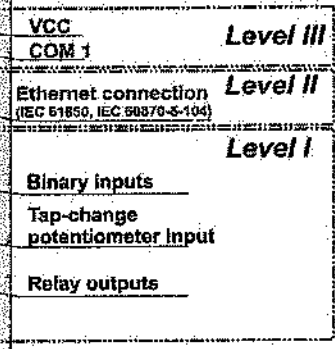 VCC
COM 1
Level III
Ethernet connection
(IEC 61850, IEC 60870-5-104)
Level II
Level I
Binary inputs
Tap-change
potentiometer input
Relay outputs